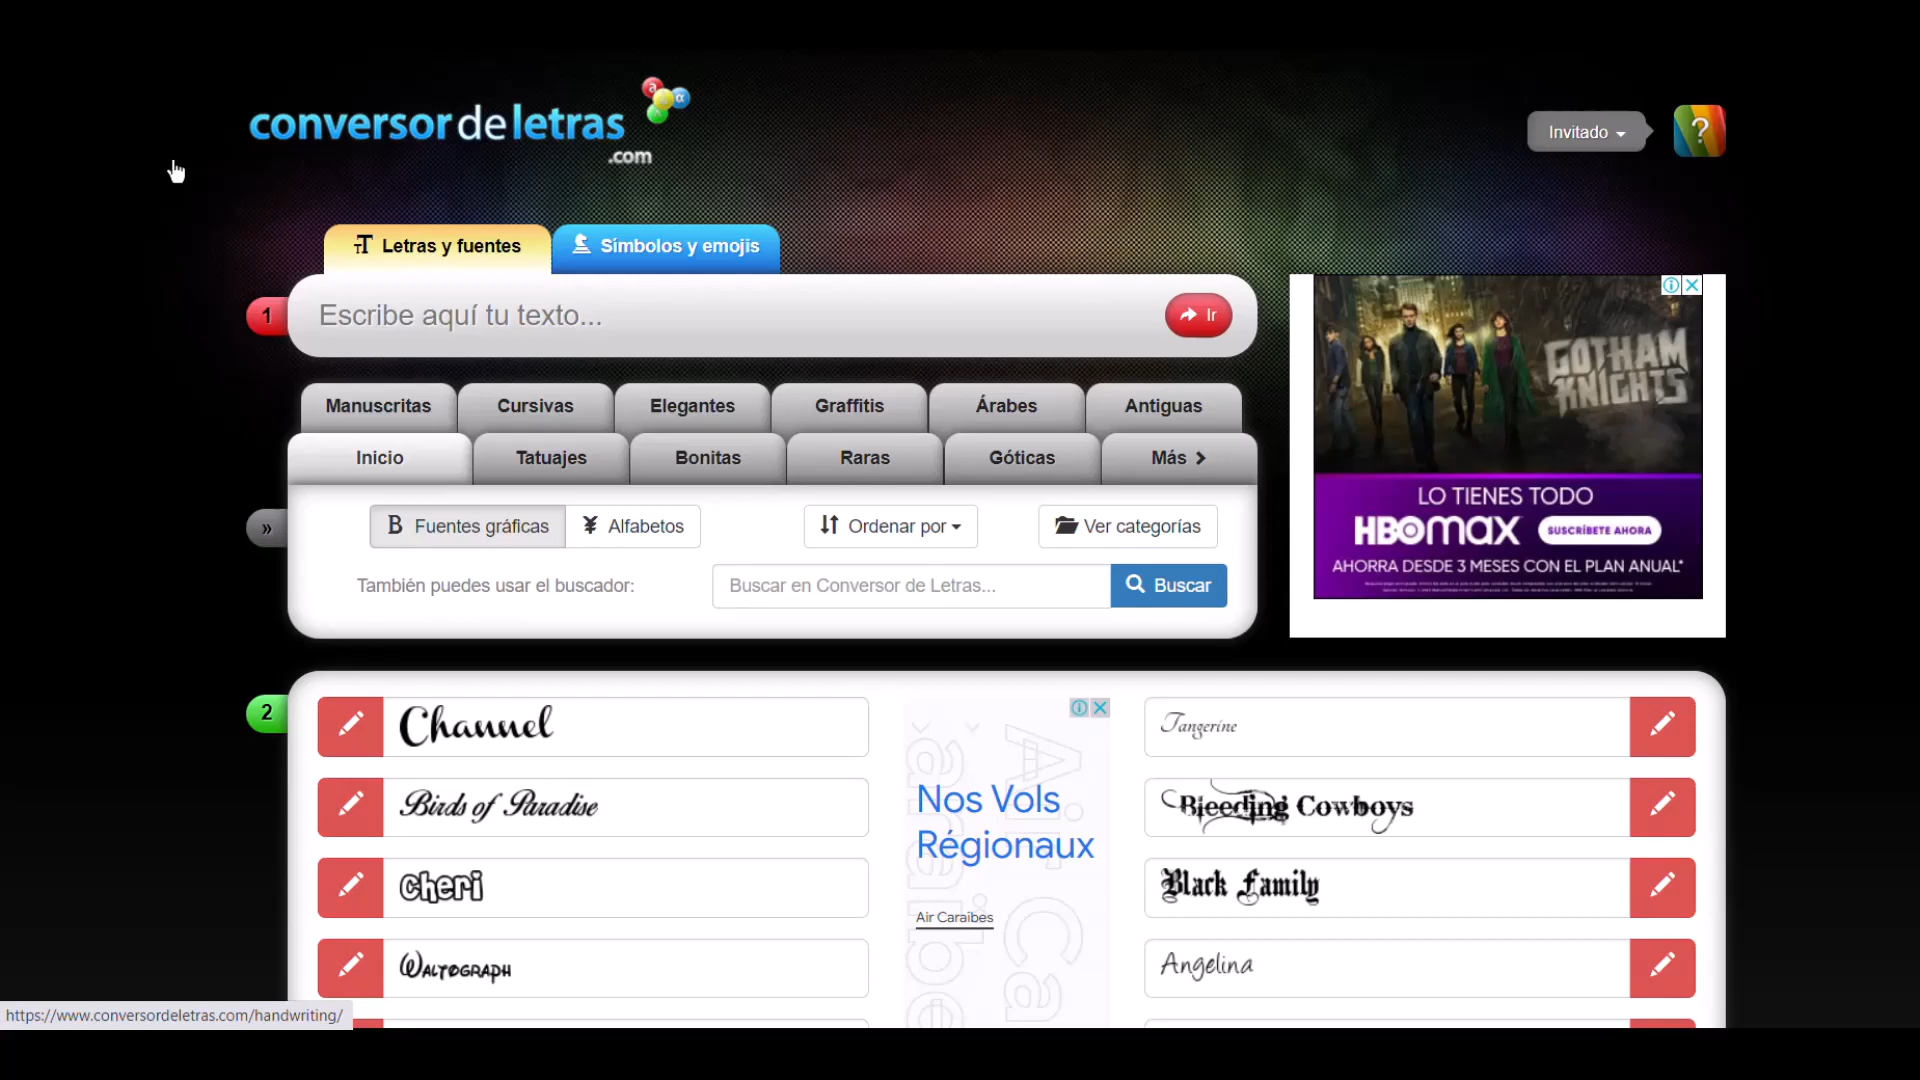 conversordeletras
.com
Invitado
?
Letras y fuentes
Símbolos y emojis
1
Escribe aquí tu texto...
Ir
GOTHAM
KNIGHTS
Manuscritas
Cursivas
Elegantes
Graffitis
Árabes
Antiguas
Inicio
Tatuajes
Bonitas
Raras
Góticas
Más
LO TIENES TODO
HBOMAX
SUSCRÍBETE AHORA
AHORA DESDE 3 MESES CON EL PLAN ANUAL*
»
B Fuentes gráficas
¥ Alfabetos
Ordenar por
Ver categorías
También puedes usar el buscador:
Buscar en Conversor de Letras...
Buscar
2
Channel
Tangerine
Birds of Paradise
Nos Vols
Régionaux
Bleeding Cowboys
Cheri
Black Family
Air Caraïbes
Waltograph
Angelina
https://www.conversordeletras.com/handwriting/